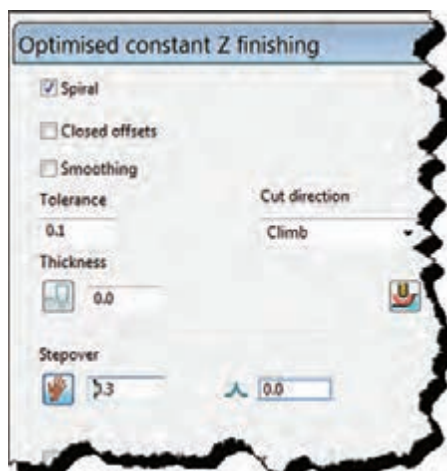 Optimised constant Z finishing
Spiral
Closed offsets
Smoothing
Tolerance Cut direction
0.1 Climb
Thickness
0.0
Stepover
0.0